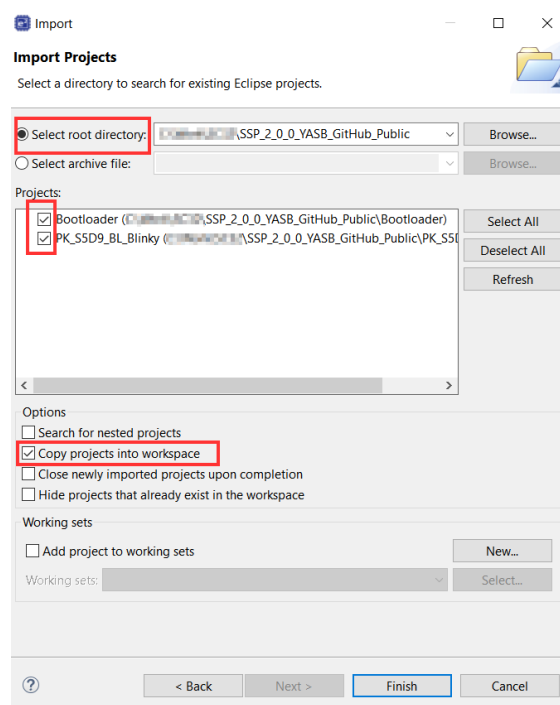 Import
Import Projects
Select a directory to search for existing Eclipse projects.
Select root directory: \SSP_2_0_0_YASB_GitHub_Public Browse...
Select archive file: Browse...
Projects:
Bootloader (\SSP_2_0_0_YASB_GitHub_Public\Bootloader) Select All
PK_S5D9_BL_Blinky (\SSP_2_0_0_YASB_GitHub_Public\PK_S5D Deselect All
Refresh
Options
Search for nested projects
Copy projects into workspace
Close newly imported projects upon completion
Hide projects that already exist in the workspace
Working sets
Add project to working sets New...
Working sets: Select...
? < Back Next > Finish Cancel